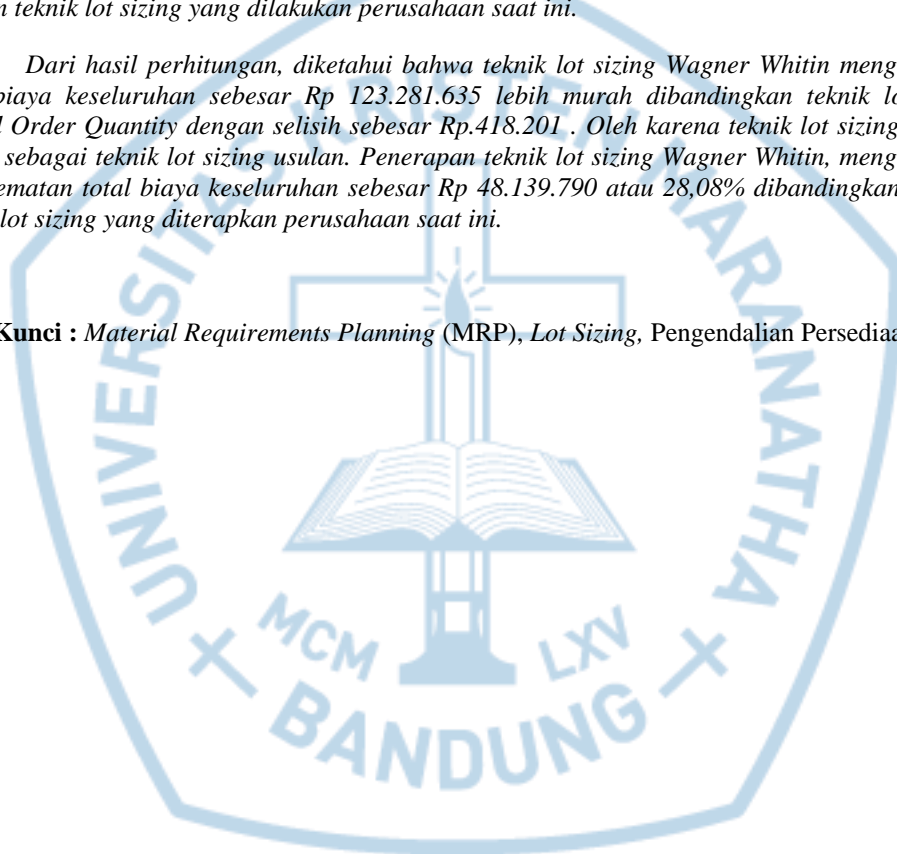 n teknik lot sizing yang dilakukan perusahaan saat ini.
Dari hasil perhitungan, diketahui bahwa teknik lot sizing Wagner Whitin meng
biaya keseluruhan sebesar Rp 123.281.635 lebih murah dibandingkan teknik lo
l Order Quantity dengan selisih sebesar Rp.418.201 . Oleh karena teknik lot sizing
sebagai teknik lot sizing usulan. Penerapan teknik lot sizing Wagner Whitin, meng
ematan total biaya keseluruhan sebesar Rp 48.139.790 atau 28,08% dibandingkan
lot sizing yang diterapkan perusahaan saat ini.
Kunci : Material Requirements Planning (MRP), Lot Sizing, Pengendalian Persediaa
UNIVERSITAS KRISTEN MARANATHA
MCM LXV
BANDUNG